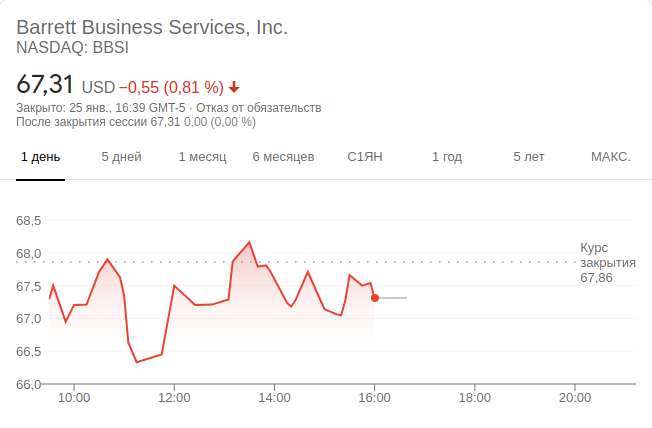 Barrett Business Services, Inc.
NASDAQ: BBSI
67,31 USD −0,55 (0,81 %)
Закрыто: 25 янв., 16:39 GMT-5 · Отказ от обязательств
После закрытия сессии 67,31 0,00 (0,00 %)
1 день 5 дней 1 месяц 6 месяцев С1ЯН 1 год 5 лет МАКС.
68,5
68,0
67,5
67,0
66,5
66,0
Курс
закрытия
67,86
10:00 12:00 14:00 16:00 18:00 20:00